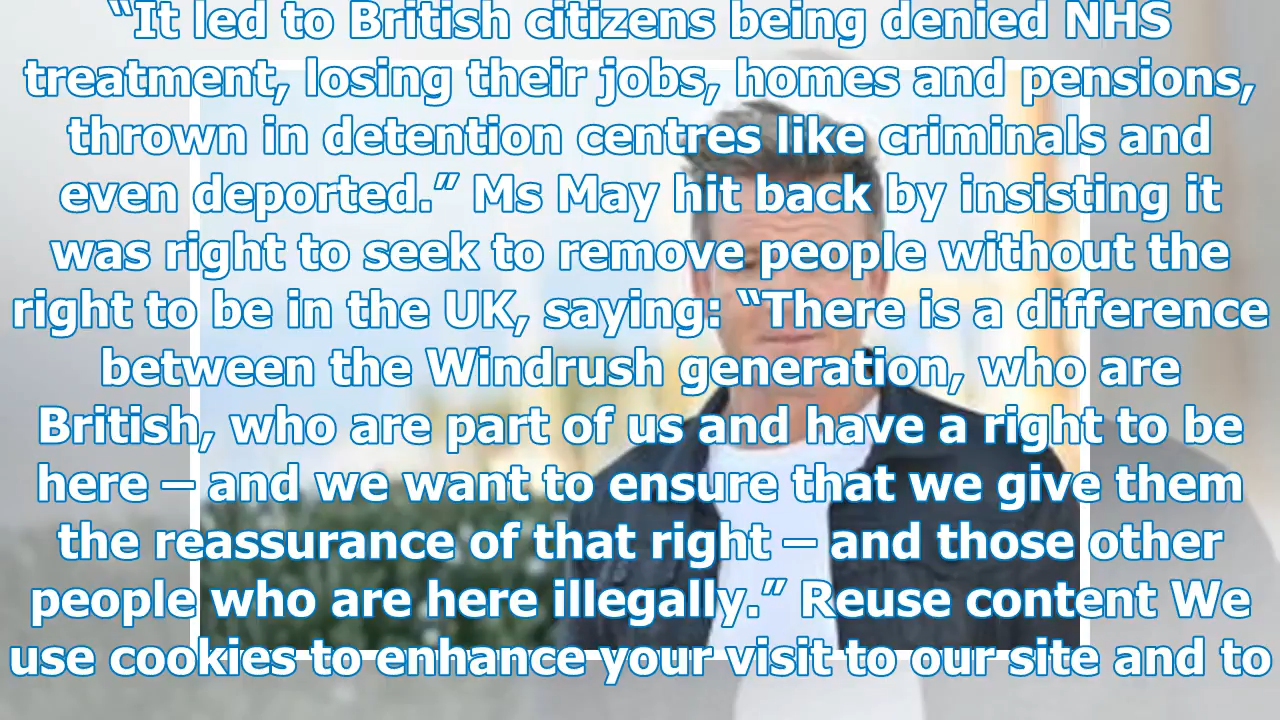 “It led to British citizens being denied NHS
treatment, losing their jobs, homes and pensions,
thrown in detention centres like criminals and
even deported.” Ms May hit back by insisting it
was right to seek to remove people without the
right to be in the UK, saying: “There is a difference
between the Windrush generation, who are
British, who are part of us and have a right to be
here – and we want to ensure that we give them
the reassurance of that right – and those other
people who are here illegally.” Reuse content We
use cookies to enhance your visit to our site and to